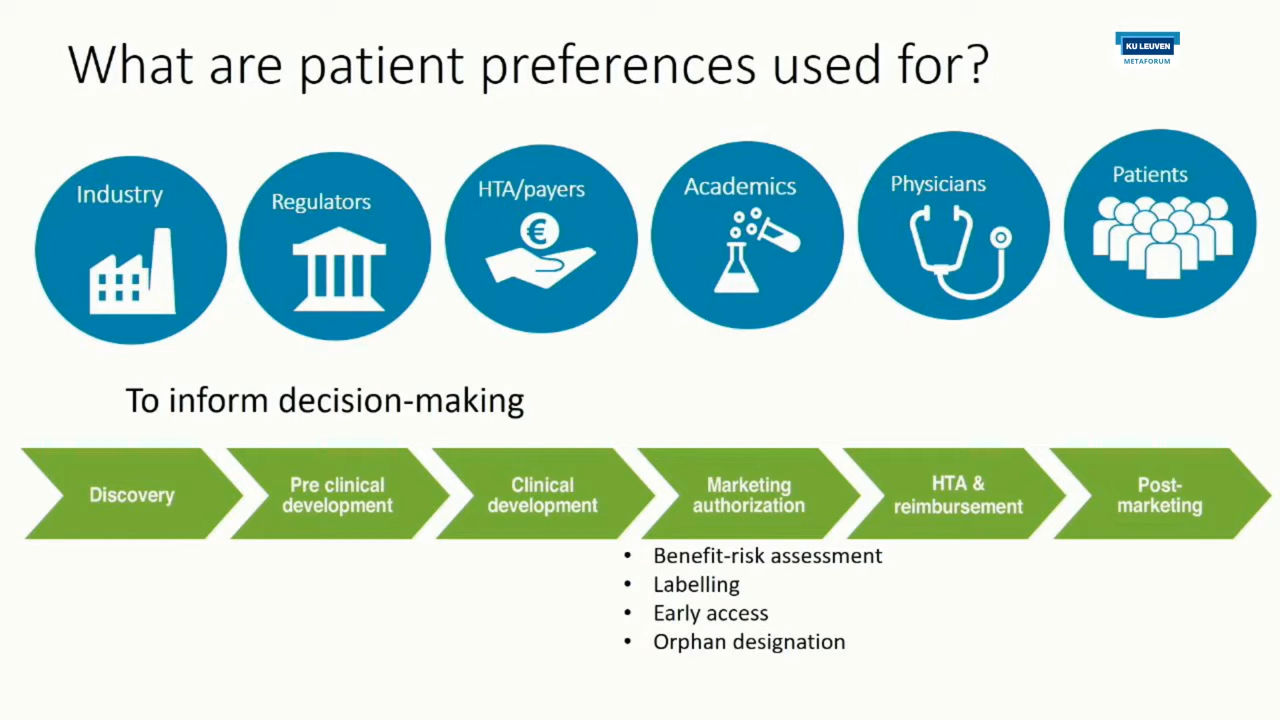 What are patient preferences used for?
KU LEUVEN
METAFORUM
Industry
Regulators
HTA/payers
€
Academics
Physicians
Patients
To inform decision-making
Discovery
Pre clinical
development
Clinical
development
Marketing
authorization
HTA &
reimbursement
Post-
marketing
• Benefit-risk assessment
• Labelling
• Early access
• Orphan designation